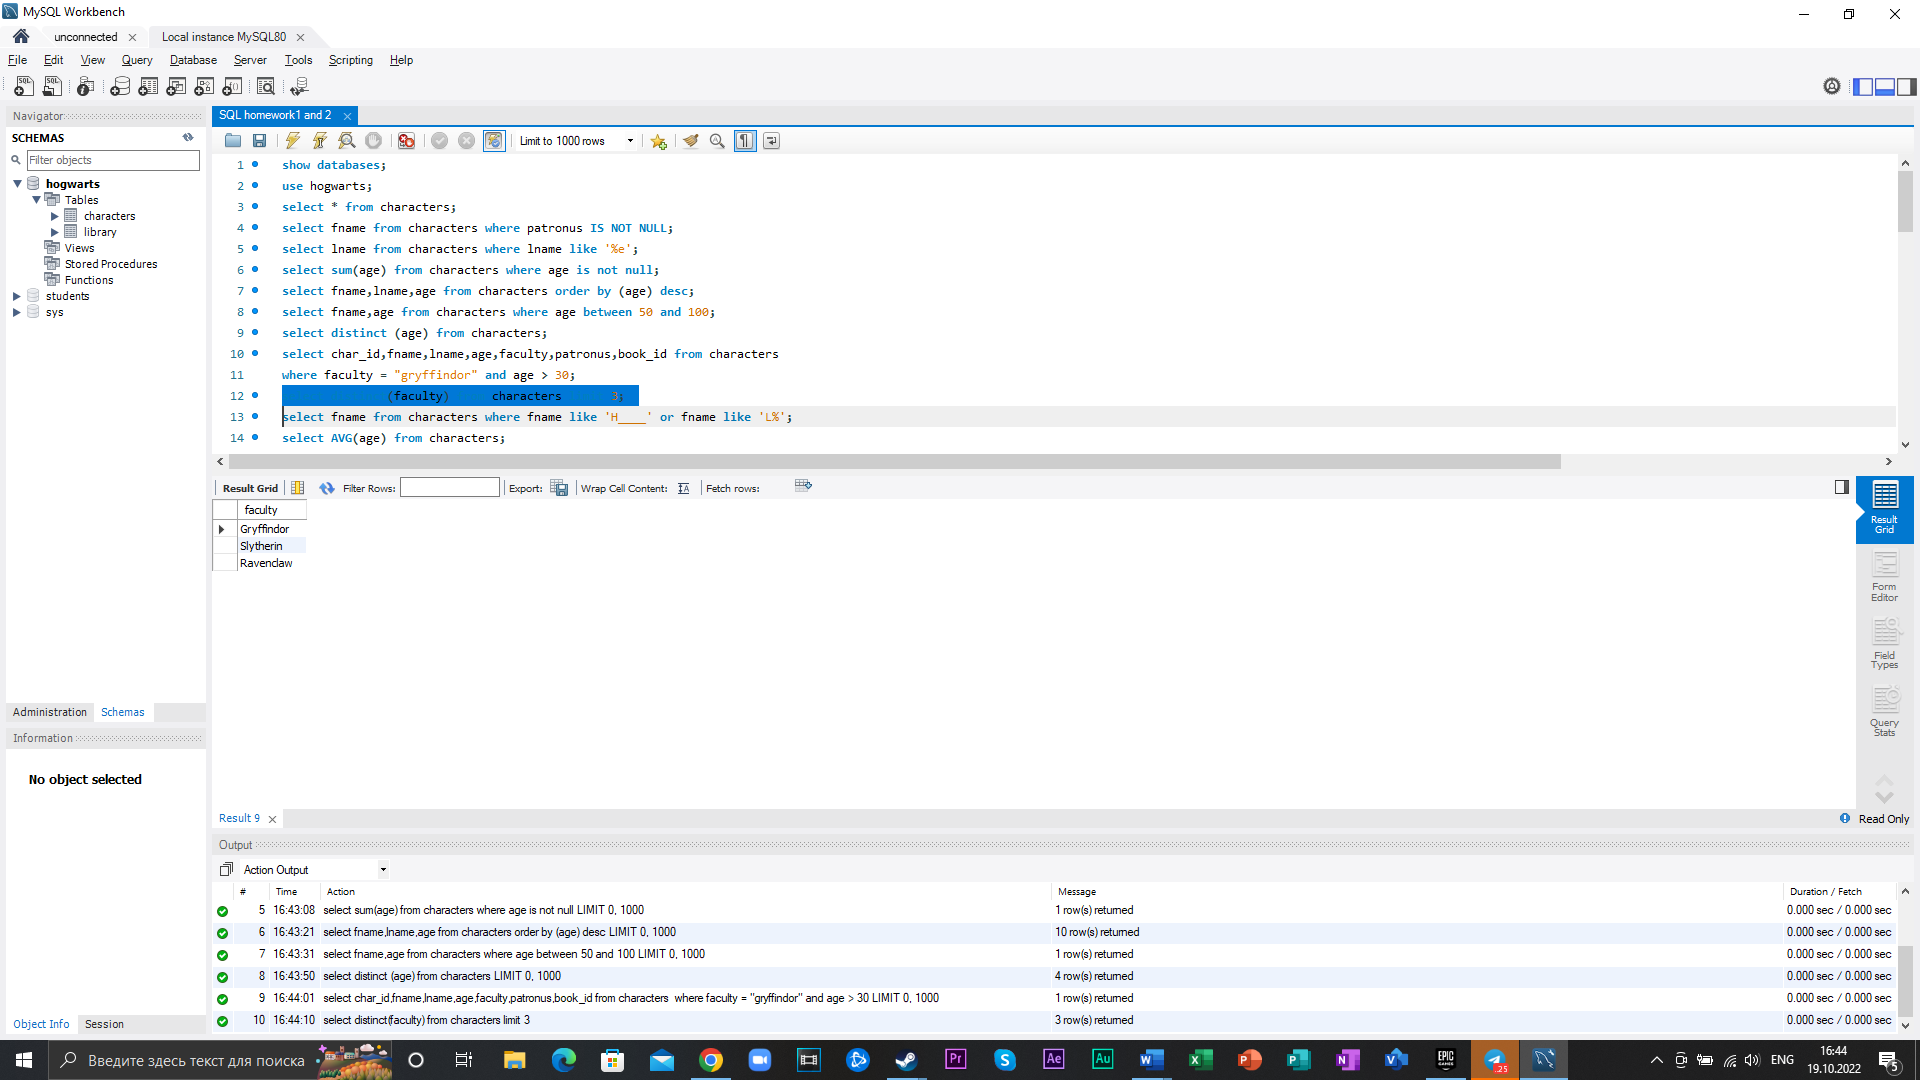 MySQL Workbench
unconnected
Local instance MySQL80
File Edit View Query Database Server Tools Scripting Help
Navigator
SCHEMAS
Filter objects
hogwarts
Tables
characters
library
Views
Stored Procedures
Functions
students
sys
Administration Schemas
Information
No object selected
Object Info Session
SQL homework1 and 2
Limit to 1000 rows
1 show databases;
2 use hogwarts;
3 select * from characters;
4 select fname from characters where patronus IS NOT NULL;
5 select lname from characters where lname like '%e';
6 select sum(age) from characters where age is not null;
7 select fname,lname,age from characters order by (age) desc;
8 select fname,age from characters where age between 50 and 100;
9 select distinct (age) from characters;
10 select char_id,fname,lname,age,faculty,patronus,book_id from characters
11 where faculty = "gryffindor" and age > 30;
12 (faculty) characters 3;
13 select fname from characters where fname like 'H____' or fname like 'L%';
14 select AVG(age) from characters;
Result Grid Filter Rows: Export: Wrap Cell Content: Fetch rows:
faculty
Gryffindor
Slytherin
Ravenclaw
Result Grid
Form Editor
Field Types
Query Stats
Result 9
Read Only
Output
Action Output
# Time Action Message Duration / Fetch
5 16:43:08 select sum(age) from characters where age is not null LIMIT 0, 1000 1 row(s) returned 0.000 sec / 0.000 sec
6 16:43:21 select fname,lname,age from characters order by (age) desc LIMIT 0, 1000 10 row(s) returned 0.000 sec / 0.000 sec
7 16:43:31 select fname,age from characters where age between 50 and 100 LIMIT 0, 1000 1 row(s) returned 0.000 sec / 0.000 sec
8 16:43:50 select distinct (age) from characters LIMIT 0, 1000 4 row(s) returned 0.000 sec / 0.000 sec
9 16:44:01 select char_id,fname,lname,age,faculty,patronus,book_id from characters where faculty = "gryffindor" and age > 30 LIMIT 0, 1000 1 row(s) returned 0.000 sec / 0.000 sec
10 16:44:10 select distinct(faculty) from characters limit 3 3 row(s) returned 0.000 sec / 0.000 sec
Введите здесь текст для поиска
Pr
Ae
Au
EPIC GAMES
25
ENG
16:44
19.10.2022
5